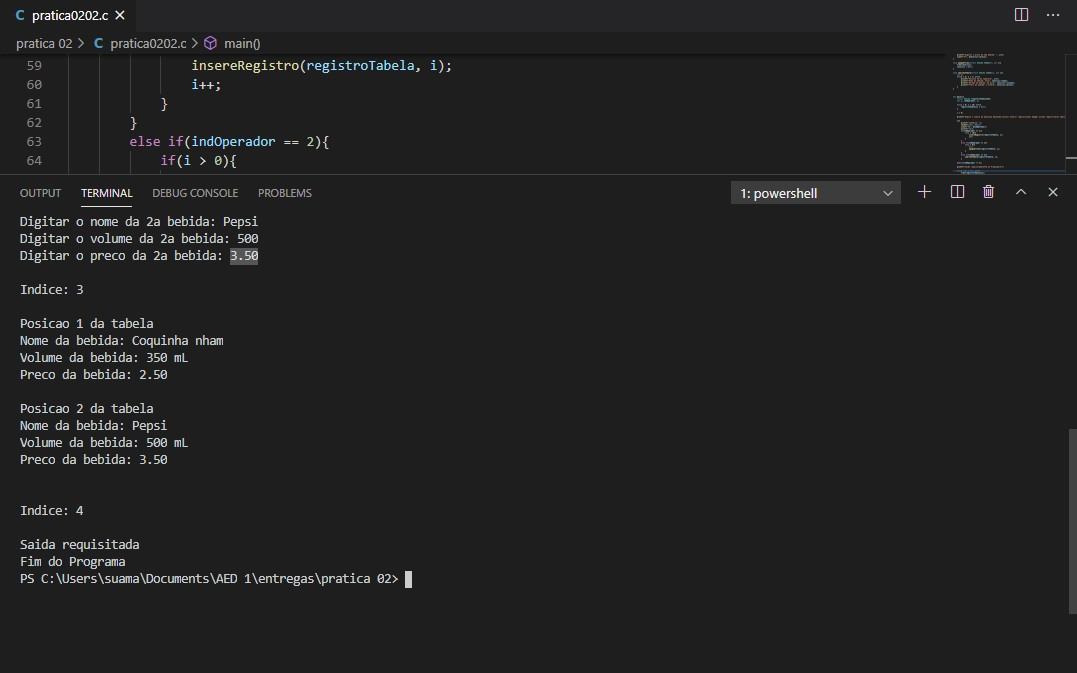 C pratica0202.c ×
pratica 02 > C pratica0202.c > main()
59 insereRegistro(registroTabela, i);
60 i++;
61 }
62 }
63 else if(indOperador == 2){
64 if(i > 0){
OUTPUT TERMINAL DEBUG CONSOLE PROBLEMS 1: powershell
Digitar o nome da 2a bebida: Pepsi
Digitar o volume da 2a bebida: 500
Digitar o preco da 2a bebida: 3.50
Indice: 3
Posicao 1 da tabela
Nome da bebida: Coquinha nham
Volume da bebida: 350 mL
Preco da bebida: 2.50
Posicao 2 da tabela
Nome da bebida: Pepsi
Volume da bebida: 500 mL
Preco da bebida: 3.50
Indice: 4
Saida requisitada
Fim do Programa
PS C:\Users\suama\Documents\AED 1\entregas\pratica 02>